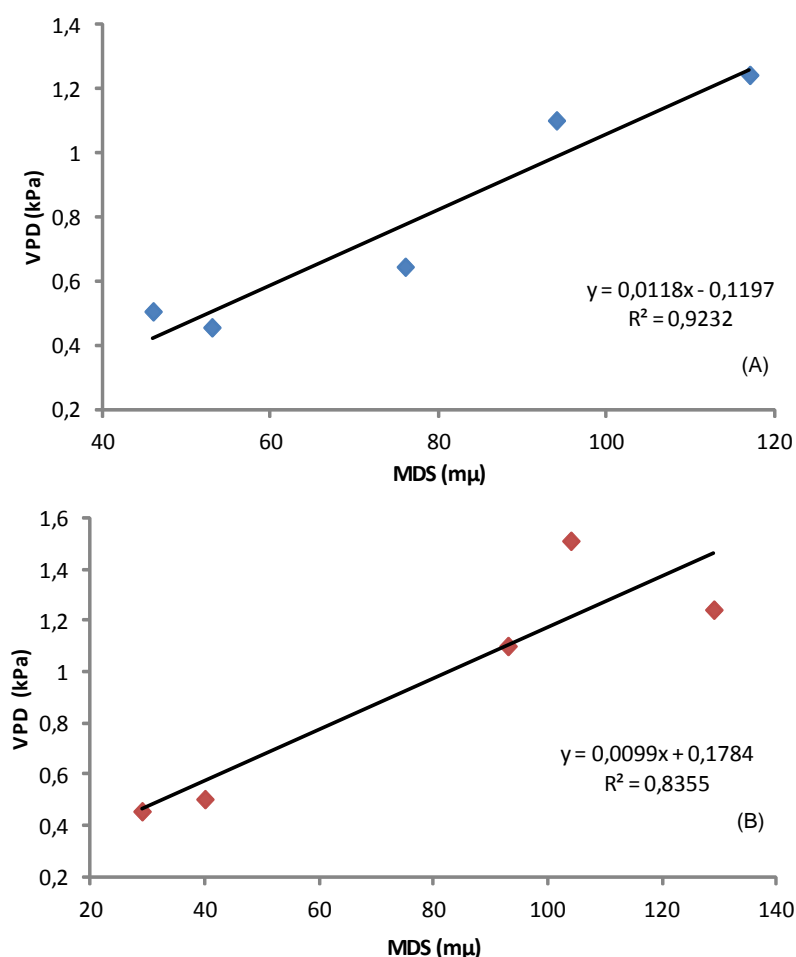 1,4
1,2
1
0,8
0,6
0,4
0,2
VPD (kPa)
y = 0,0118x - 0,1197
R² = 0,9232
(A)
40 60 80 100 120
MDS (mµ)
1,6
1,4
1,2
1
0,8
0,6
0,4
0,2
VPD (kPa)
y = 0,0099x + 0,1784
R² = 0,8355
(B)
20 40 60 80 100 120 140
MDS (mµ)